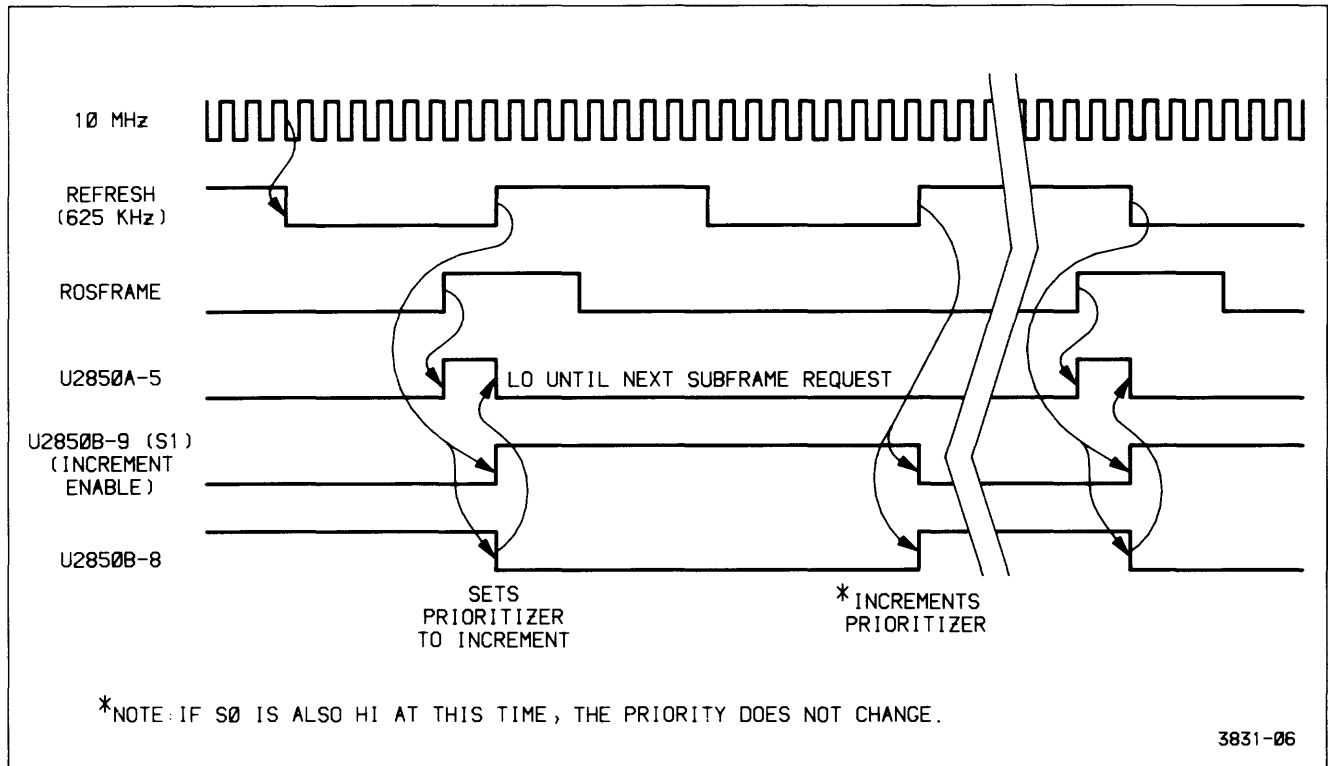 10 MHz
REFRESH
(625 KHz)
ROSFRAME
U2850A-5
LO UNTIL NEXT SUBFRAME REQUEST
U2850B-9 (S1)
(INCREMENT
ENABLE)
U2850B-8
SETS
PRIORITIZER
TO INCREMENT
*INCREMENTS
PRIORITIZER
*NOTE: IF S0 IS ALSO HI AT THIS TIME, THE PRIORITY DOES NOT CHANGE.
3831-06